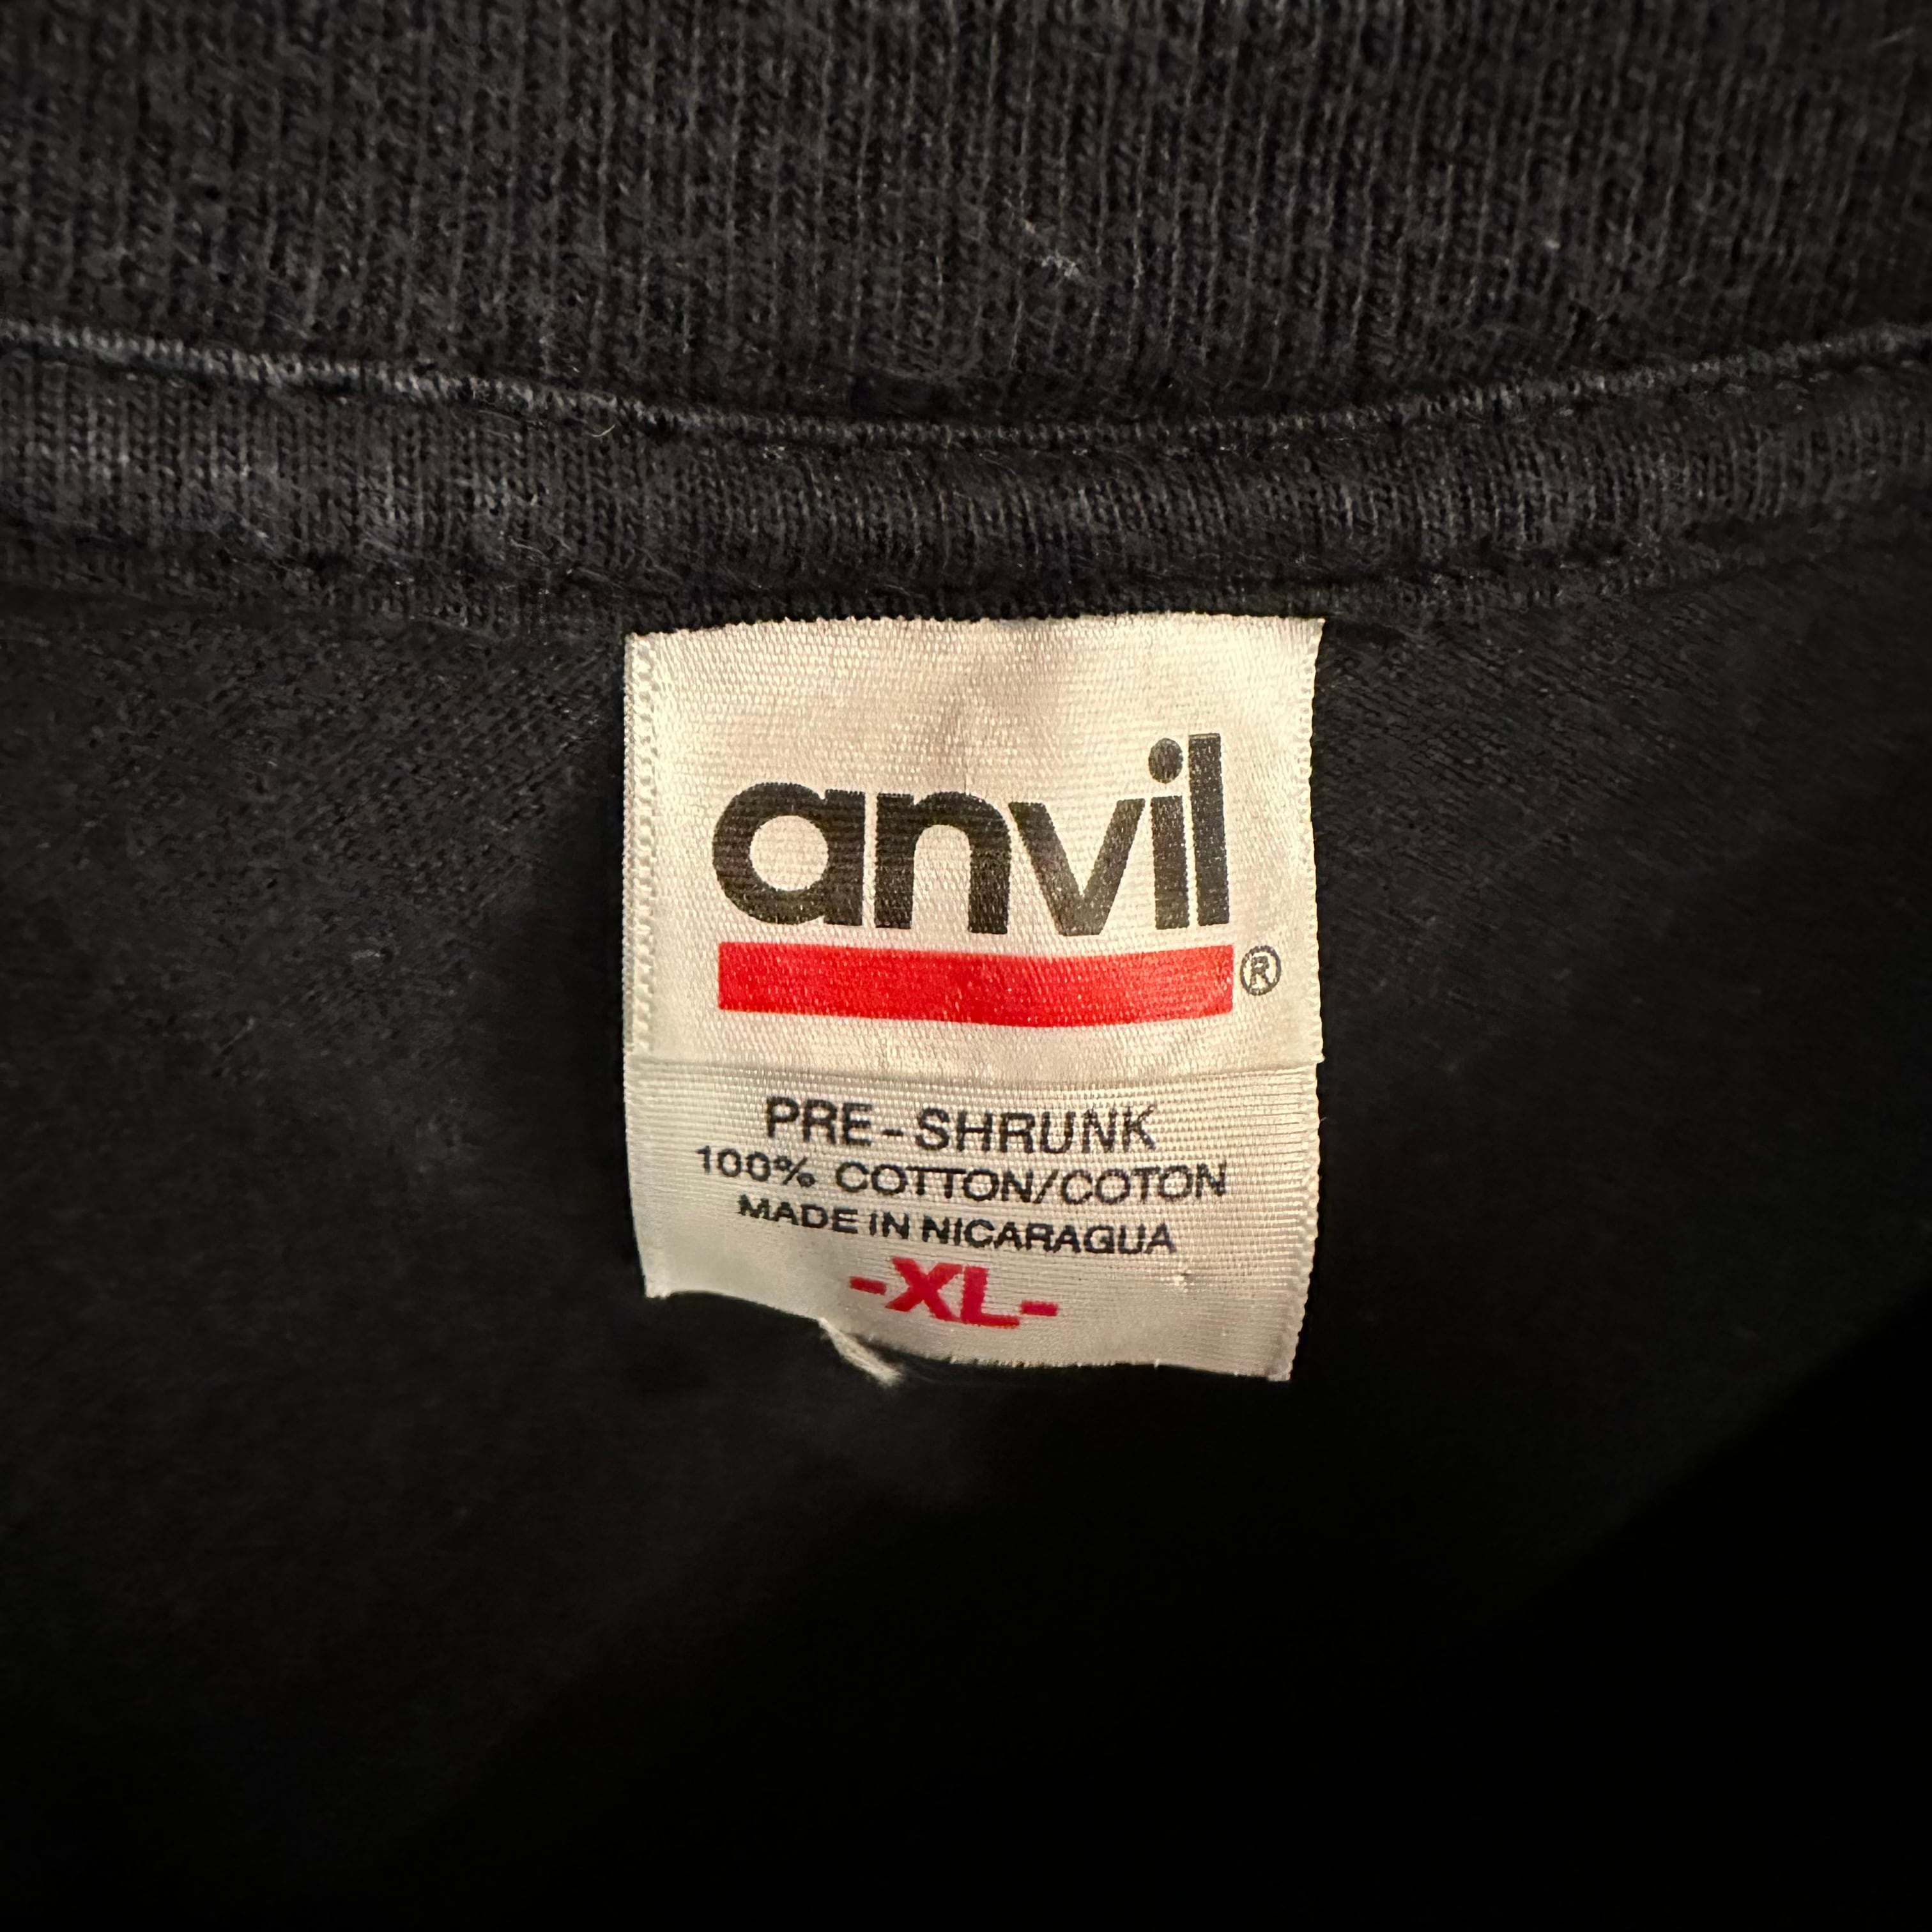 anvil
®
PRE-SHRUNK
100% COTTON/COTON
MADE IN NICARAGUA
-XL-